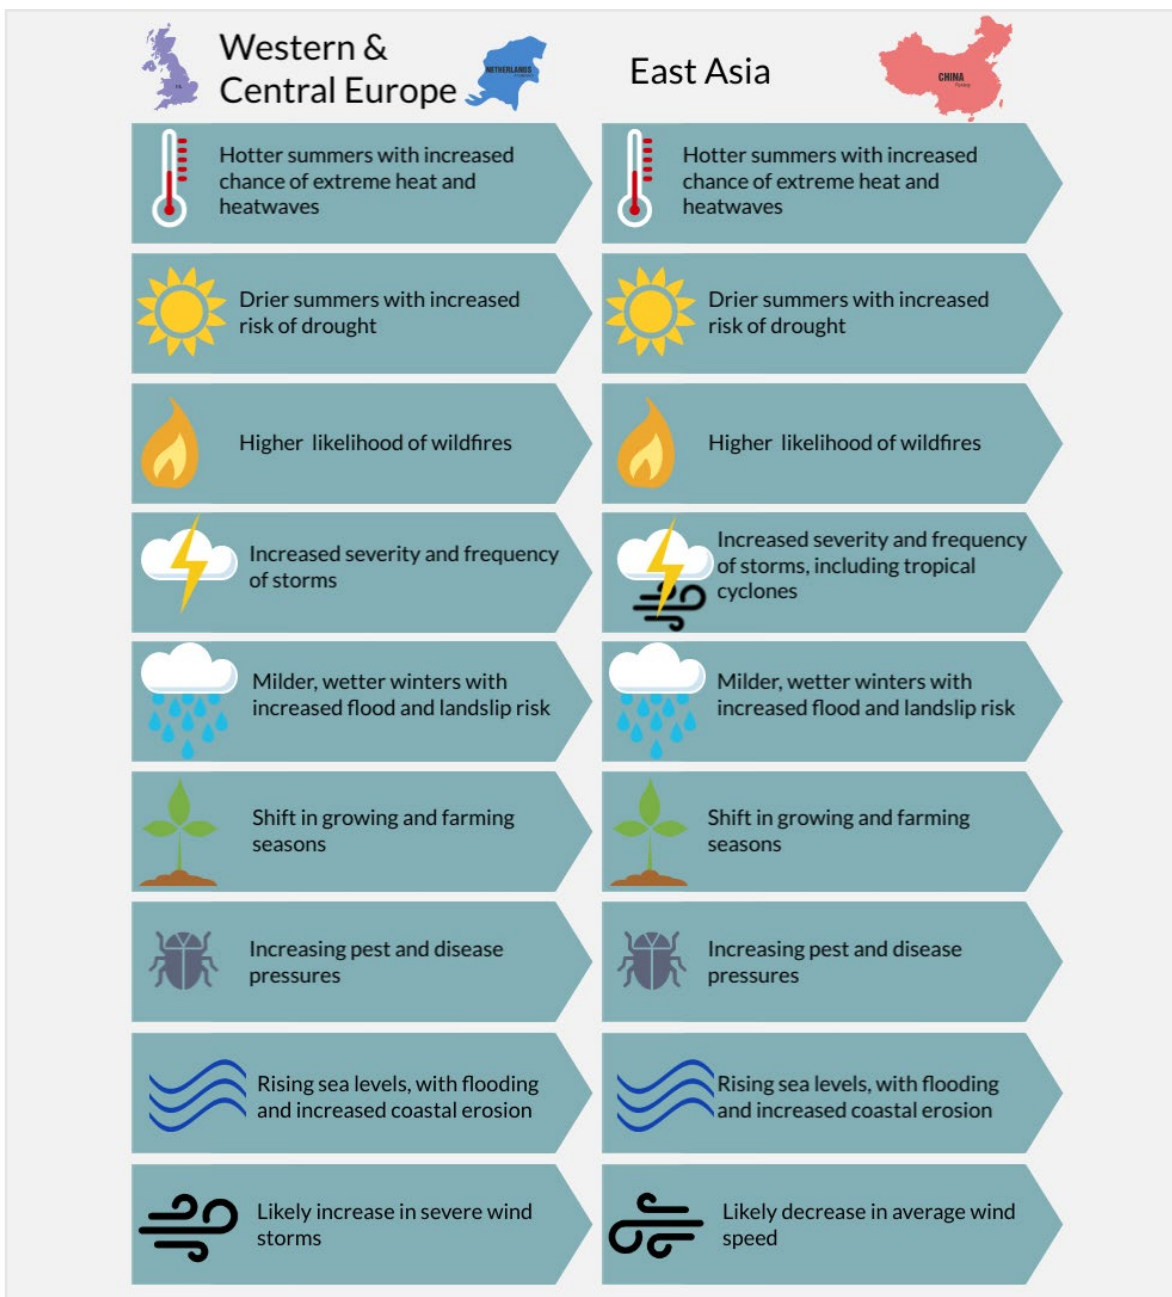 Western &
Central Europe
NETHERLANDS
East Asia
CHINA
Hotter summers with increased
chance of extreme heat and
heatwaves
Hotter summers with increased
chance of extreme heat and
heatwaves
Drier summers with increased
risk of drought
Drier summers with increased
risk of drought
Higher likelihood of wildfires
Higher likelihood of wildfires
Increased severity and frequency
of storms
Increased severity and frequency
of storms, including tropical
cyclones
Milder, wetter winters with
increased flood and landslip risk
Milder, wetter winters with
increased flood and landslip risk
Shift in growing and farming
seasons
Shift in growing and farming
seasons
Increasing pest and disease
pressures
Increasing pest and disease
pressures
Rising sea levels, with flooding
and increased coastal erosion
Rising sea levels, with flooding
and increased coastal erosion
Likely increase in severe wind
storms
Likely decrease in average wind
speed